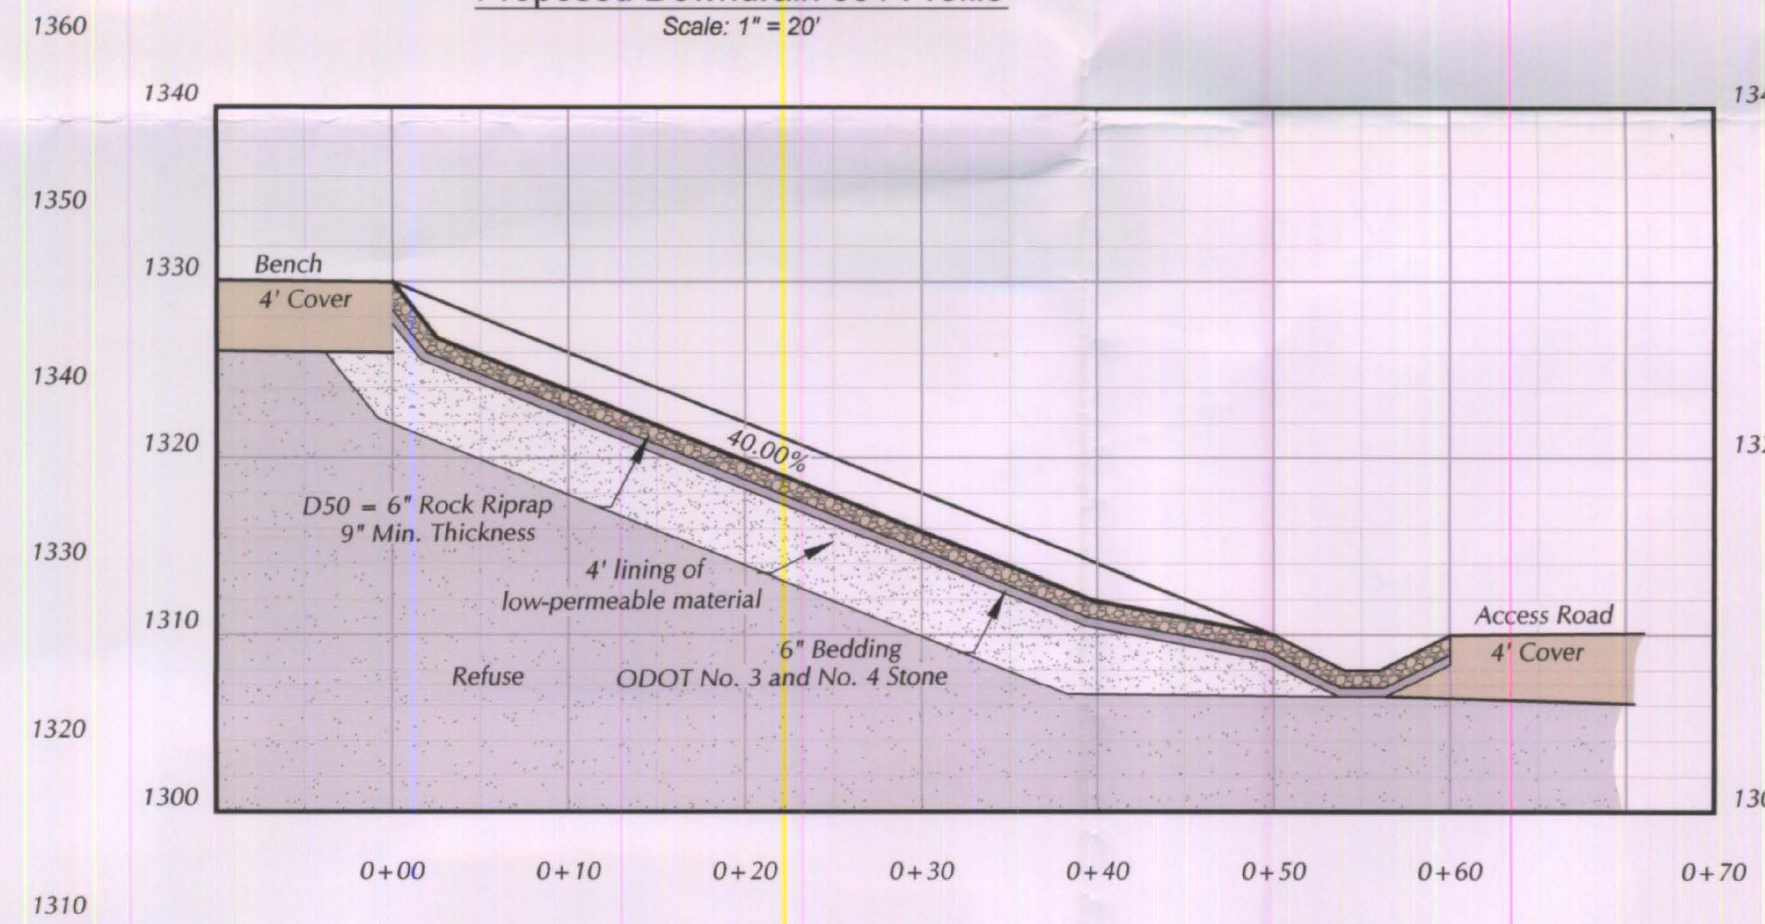 Scale: 1" = 20'
1360
1340
1350
1330
Bench
4' Cover
1340
1320
40.00%
D50 = 6" Rock Riprap
9" Min. Thickness
1330
4' lining of
low-permeable material
1310
Access Road
6" Bedding
4' Cover
Refuse
ODOT No. 3 and No. 4 Stone
1320
1300
0+00 0+10 0+20 0+30 0+40 0+50 0+60 0+70
1310